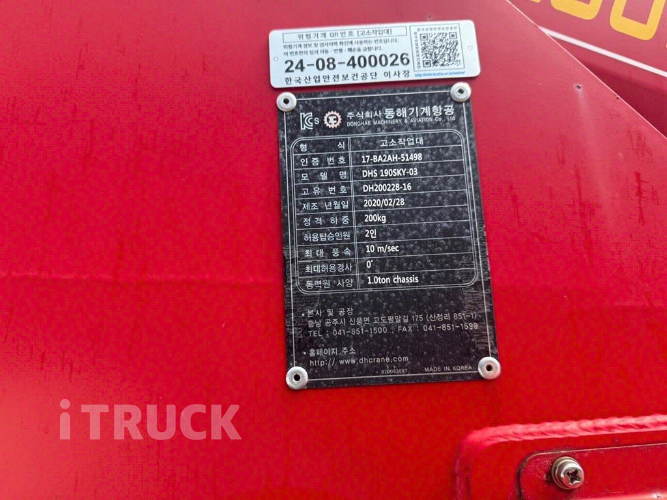 위험기계 QR번호 [고소작업대]
24-08-400026
한국산업안전보건공단 이사장
KCs 주식회사 동해기계항공
DONGHAE MACHINERY & AVIATION Co., Ltd
형 식 고소작업대
인증 번호 17-BA2AH-51498
모 델 명 DHS 190SKY-03
고유 번호 DH200228-16
제조 년월일 2020/02/28
정격 하중 200kg
허용탑승인원 2인
최대 풍속 10 m/sec
최대허용경사 0˚
동력원 사양 1.0ton chassis
• 본사 및 공장
충남 공주시 신풍면 고도평말길 175 (산정리 851-1)
TEL : 041-851-1500 : FAX : 041-851-1599
• 홈페이지 주소
http://www.dhcrane.com
MADE IN KOREA
iTRUCK